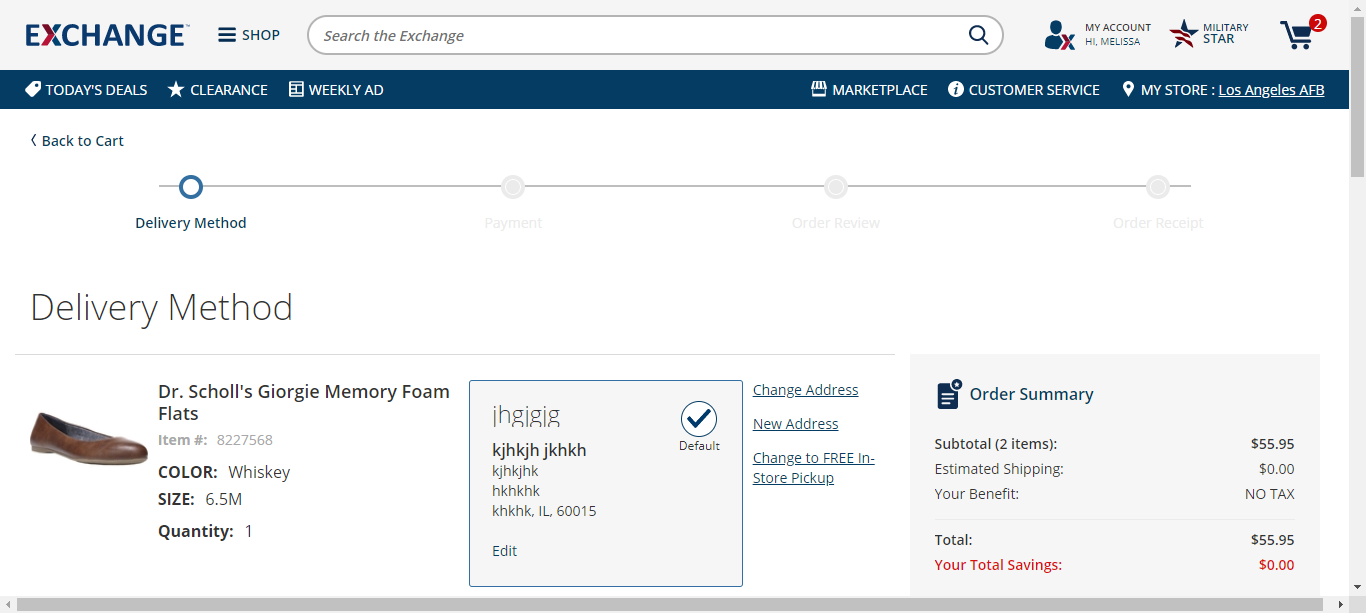 EXCHANGE
SHOP
Search the Exchange
MY ACCOUNT
HI, MELISSA
MILITARY
STAR
2
TODAY'S DEALS
CLEARANCE
WEEKLY AD
MARKETPLACE
CUSTOMER SERVICE
MY STORE : Los Angeles AFB
Back to Cart
Delivery Method
Payment
Order Review
Order Receipt
Delivery Method
Dr. Scholl's Giorgie Memory Foam
Flats
Item #: 8227568
COLOR: Whiskey
SIZE: 6.5M
Quantity: 1
jhgjgjg
Default
kjhkjh jkhkh
kjhkjhk
hkhkhk
khkhk, IL, 60015
Edit
Change Address
New Address
Change to FREE In-
Store Pickup
Order Summary
Subtotal (2 items): $55.95
Estimated Shipping: $0.00
Your Benefit: NO TAX
Total: $55.95
Your Total Savings: $0.00